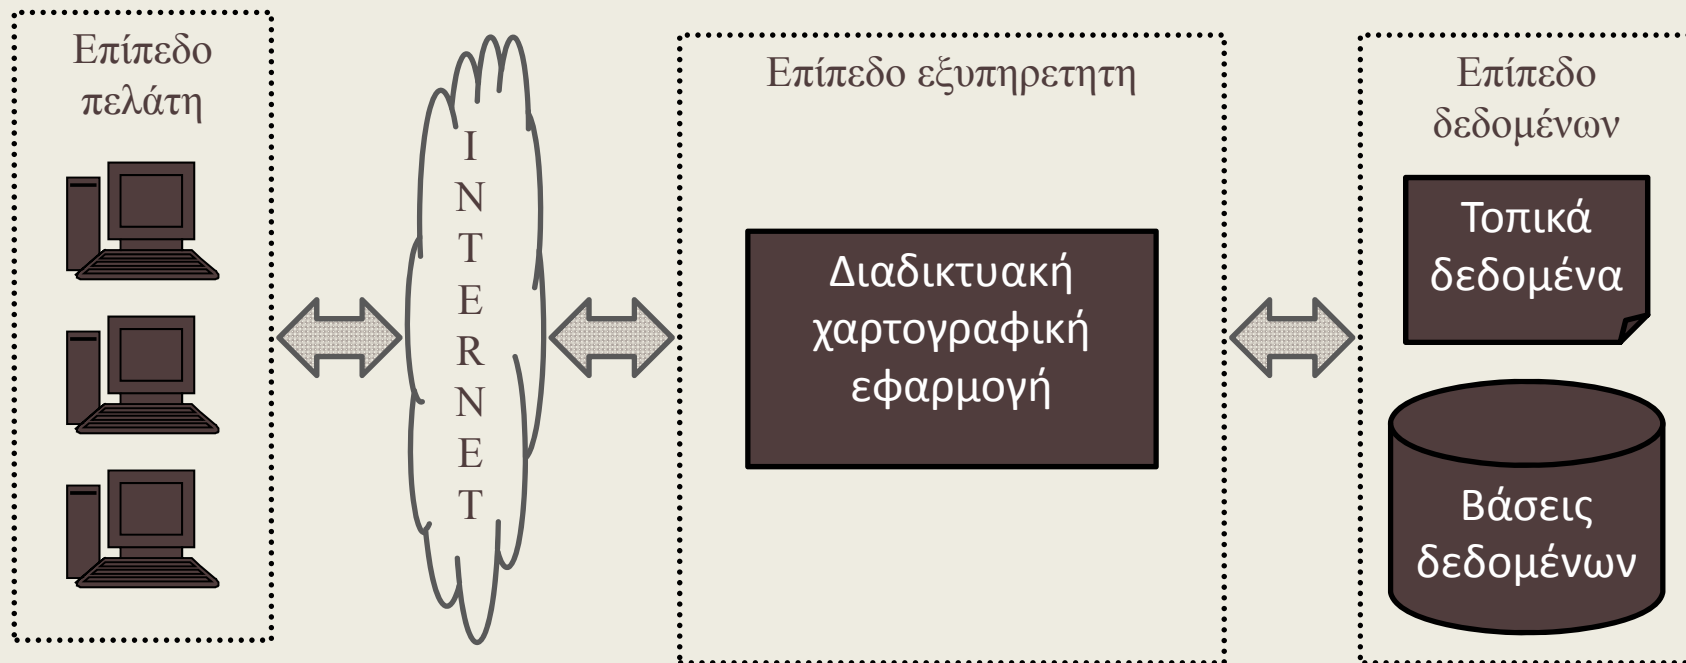 Επίπεδο
πελάτη
I
N
T
E
R
N
E
T
Επίπεδο εξυπηρετητη
Διαδικτυακή
χαρτογραφική
εφαρμογή
Επίπεδο
δεδομένων
Τοπικά
δεδομένα
Βάσεις
δεδομένων